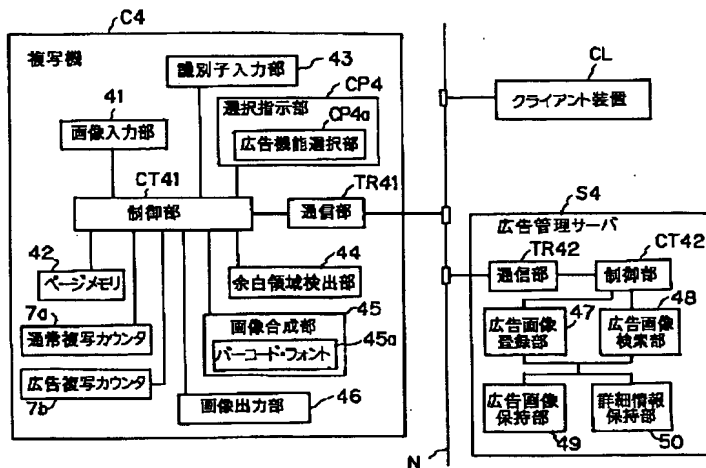 C4
複写機
識別子入力部
43
41
画像入力部
CP4
選択指示部
CP4a
広告機能選択部
CT41
制御部
TR41
通信部
42
ページメモリ
44
余白領域検出部
7a
通常複写カウンタ
45
画像合成部
45a
バーコード・フォント
広告複写カウンタ
7b
46
画像出力部
N
CL
クライアント装置
S4
広告管理サーバ
TR42
通信部
CT42
制御部
広告画像
登録部
47
48
広告画像
検索部
広告画像
保持部
49
詳細情報
保持部
50